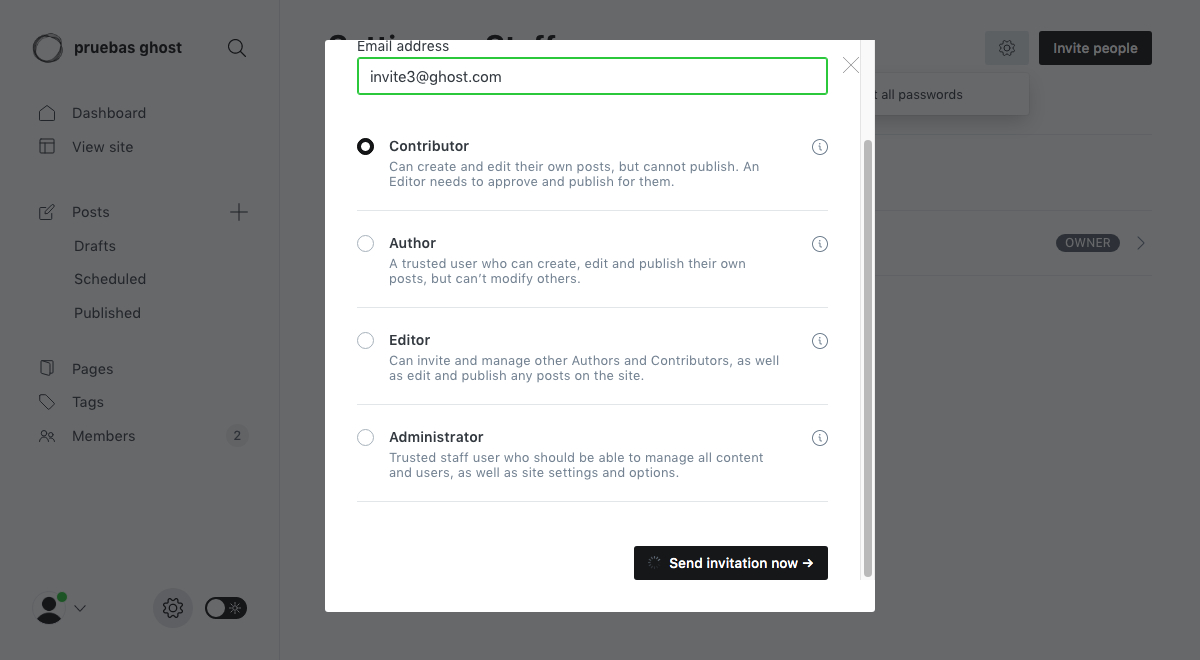 pruebas ghost
Dashboard
View site
Posts
Drafts
Scheduled
Published
Pages
Tags
Members
2
Invite people
all passwords
OWNER
Email address
invite3@ghost.com
Contributor
Can create and edit their own posts, but cannot publish. An
Editor needs to approve and publish for them.
Author
A trusted user who can create, edit and publish their own
posts, but can’t modify others.
Editor
Can invite and manage other Authors and Contributors, as well
as edit and publish any posts on the site.
Administrator
Trusted staff user who should be able to manage all content
and users, as well as site settings and options.
Send invitation now →